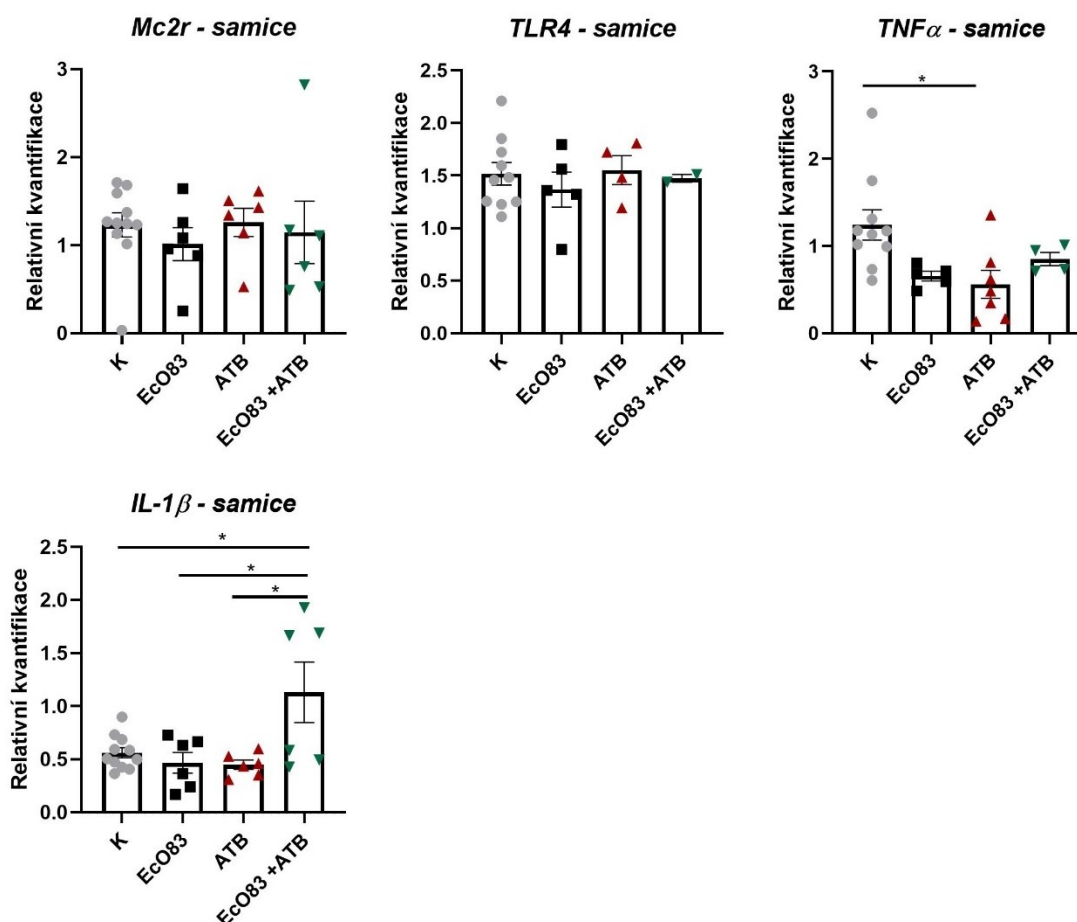 Mc2r - samice
Relativní kvantifikace
3
2
1
0
K
EcO83
ATB
EcO83 +ATB
TLR4 - samice
Relativní kvantifikace
2.5
2.0
1.5
1.0
0.5
0.0
K
EcO83
ATB
EcO83 +ATB
TNFα - samice
Relativní kvantifikace
3
2
1
0
*
K
EcO83
ATB
EcO83 +ATB
IL-1β - samice
Relativní kvantifikace
2.5
2.0
1.5
1.0
0.5
0.0
*
*
*
K
EcO83
ATB
EcO83 +ATB